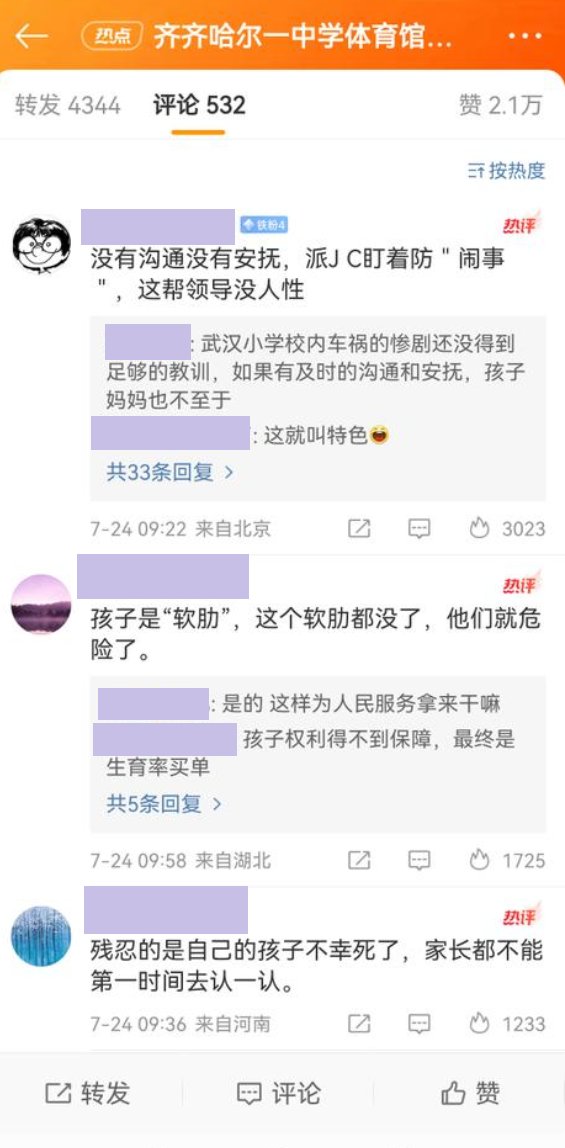 热点 齐齐哈尔一中学体育馆...
转发 4344 评论 532 赞 2.1万
按热度
铁粉4 热评
没有沟通没有安抚，派J C盯着防＂闹事
＂，这帮领导没人性
: 武汉小学校内车祸的惨剧还没得到
足够的教训，如果有及时的沟通和安抚，孩子
妈妈也不至于
: 这就叫特色
共33条回复 >
7-24 09:22 来自北京 3023
热评
孩子是“软肋”，这个软肋都没了，他们就危
险了。
: 是的 这样为人民服务拿来干嘛
孩子权利得不到保障，最终是
生育率买单
共5条回复 >
7-24 09:58 来自湖北 1725
热评
残忍的是自己的孩子不幸死了，家长都不能
第一时间去认一认。
7-24 09:36 来自河南 1233
转发 评论 赞